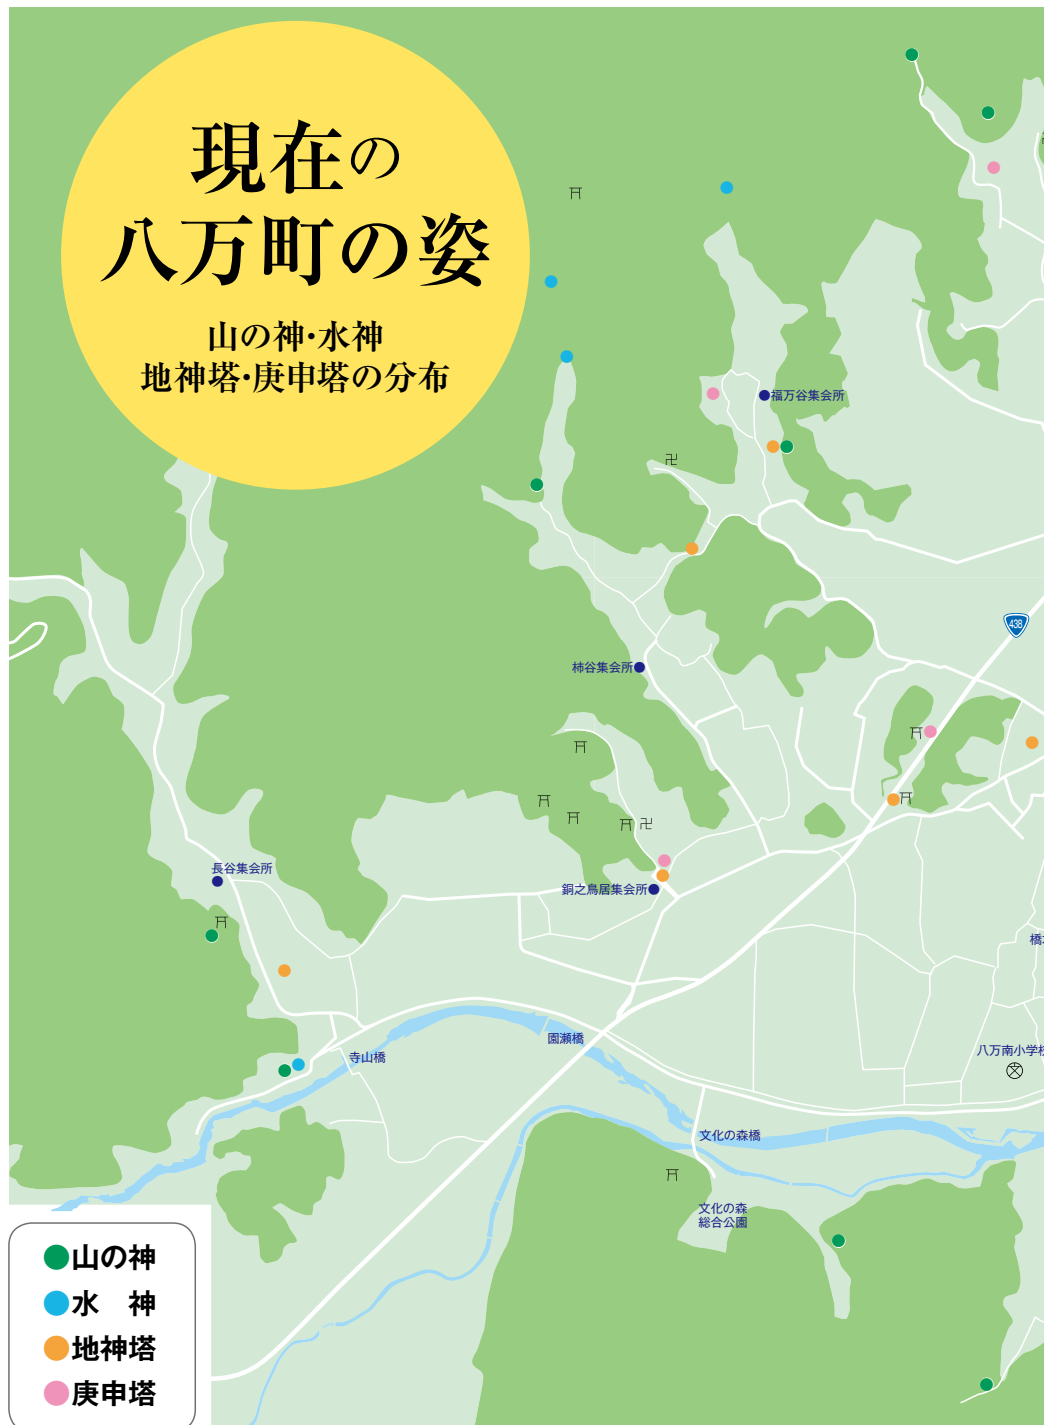 現在の
八万町の姿
山の神・水神
地神塔・庚申塔の分布
福万谷集会所
438
柿谷集会所
長谷集会所
銅之鳥居集会所
園瀬橋
寺山橋
八万南小学校
文化の森橋
文化の森
総合公園
山の神
水　神
地神塔
庚申塔